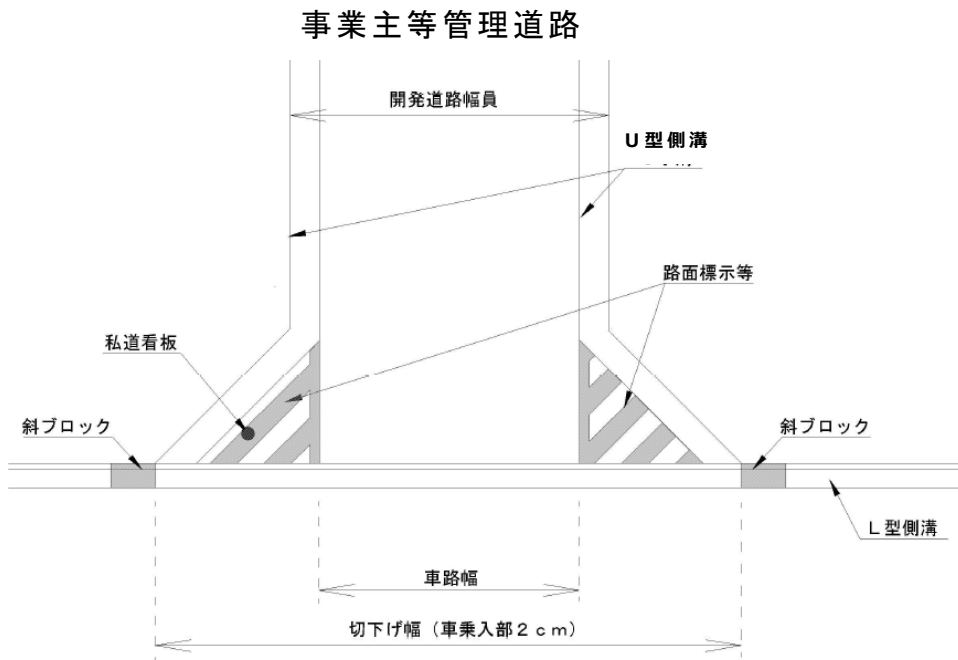 事業主等管理道路
開発道路幅員
U型側溝
路面標示等
私道看板
斜ブロック
斜ブロック
L型側溝
車路幅
切下げ幅（車乗入部2cm）